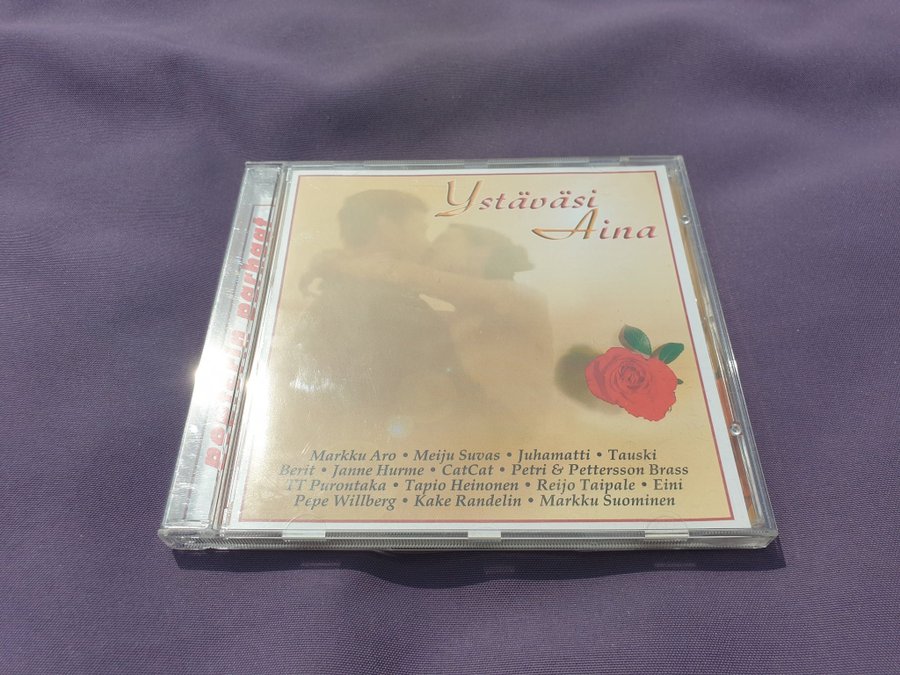 Ystäväsi
Aina
parhaat
Markku Aro • Meiju Suvas • Juhamatti • Tauski
Berit • Janne Hurme • CatCat • Petri & Pettersson Brass
TT Purontaka • Tapio Heinonen • Reijo Taipale • Eini
Pepe Willberg • Kake Randelin • Markku Suominen